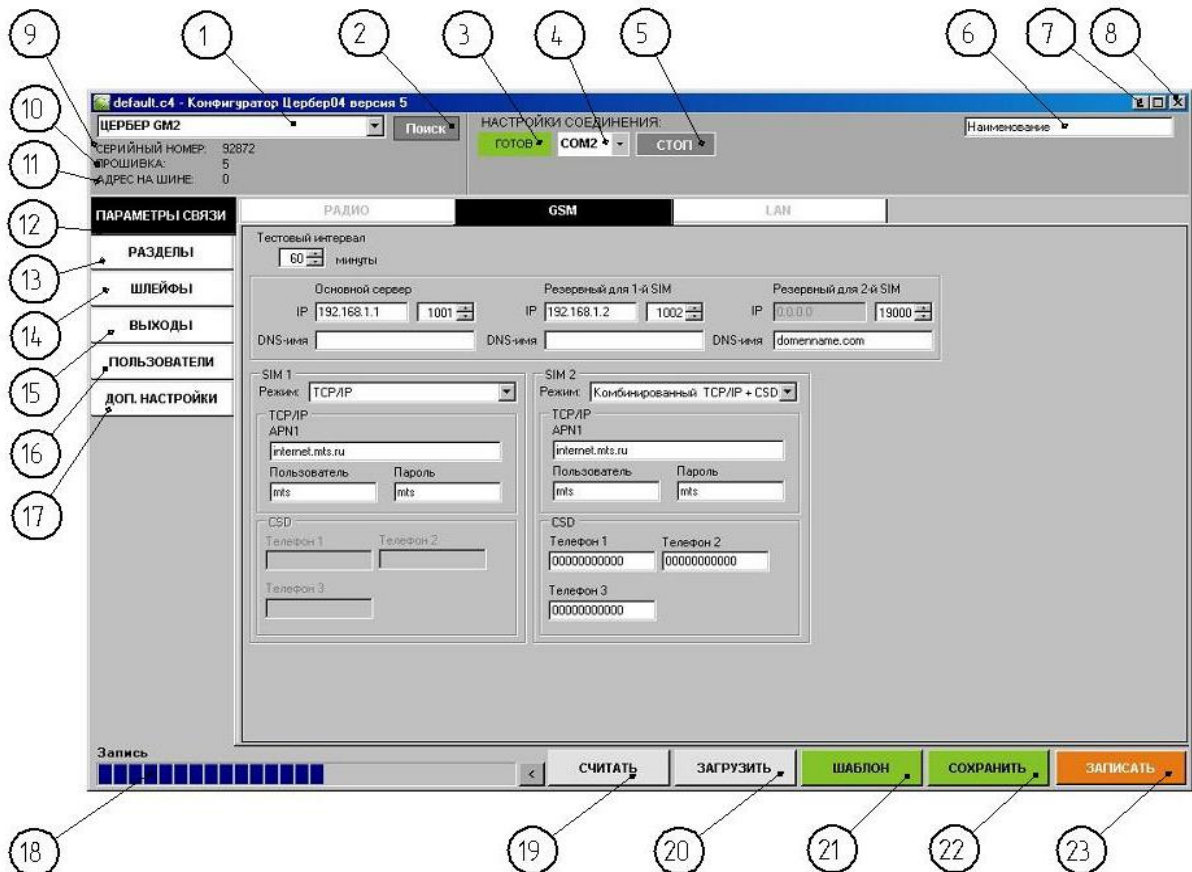 9 1 2 3 4 5 6 7 8
default.c4 - Конфигуратор Цербер04 версия 5
10
ЦЕРБЕР GM2 Поиск
НАСТРОЙКИ СОЕДИНЕНИЯ:
ГОТОВ COM2 СТОП
Наименование
СЕРИЙНЫЙ НОМЕР: 92872
ПРОШИВКА: 5
АДРЕС НА ШИНЕ: 0
11
12
ПАРАМЕТРЫ СВЯЗИ
РАЗДЕЛЫ
13
ШЛЕЙФЫ
14
ВЫХОДЫ
15
ПОЛЬЗОВАТЕЛИ
16
ДОП. НАСТРОЙКИ
17
РАДИО GSM LAN
Тестовый интервал
60 минуты
Основной сервер Резервный для 1-й SIM Резервный для 2-й SIM
IP 192.168.1.1 1001 IP 192.168.1.2 1002 IP 0.0.0.0 19000
DNS-имя DNS-имя DNS-имя domenname.com
SIM 1
Режим: TCP/IP
TCP/IP
APN1
internet.mts.ru
Пользователь Пароль
mts mts
CSD
Телефон 1 Телефон 2
Телефон 3
SIM 2
Режим: Комбинированный TCP/IP + CSD
TCP/IP
APN1
internet.mts.ru
Пользователь Пароль
mts mts
CSD
Телефон 1 Телефон 2
00000000000 00000000000
Телефон 3
00000000000
Запись
< СЧИТАТЬ ЗАГРУЗИТЬ ШАБЛОН СОХРАНИТЬ ЗАПИСАТЬ
18 19 20 21 22 23